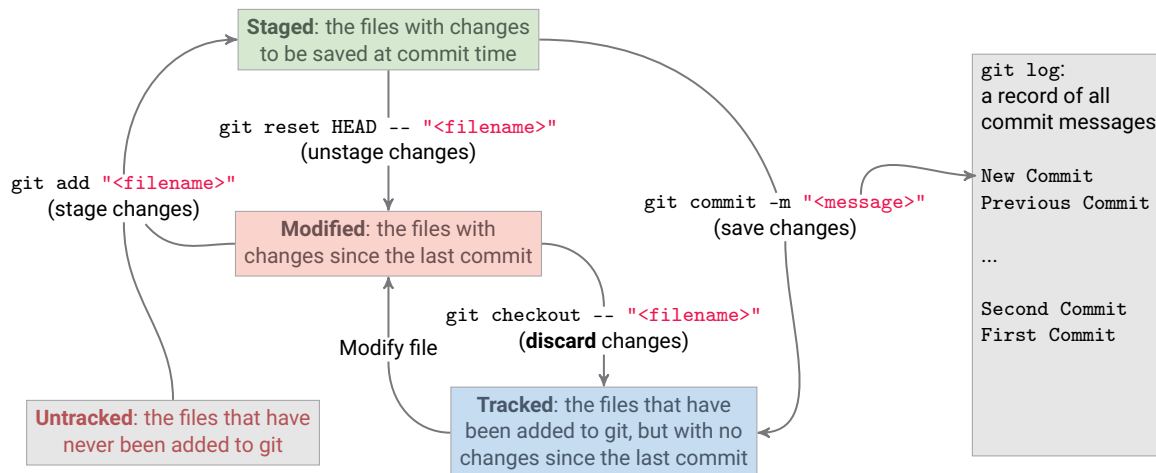 Staged: the files with changes
to be saved at commit time
git reset HEAD -- "<filename>"
(unstage changes)
git add "<filename>"
(stage changes)
Modified: the files with
changes since the last commit
git commit -m "<message>"
(save changes)
git checkout -- "<filename>"
(discard changes)
Modify file
Untracked: the files that have
never been added to git
Tracked: the files that have
been added to git, but with no
changes since the last commit
git log:
a record of all
commit messages
New Commit
Previous Commit
...
Second Commit
First Commit